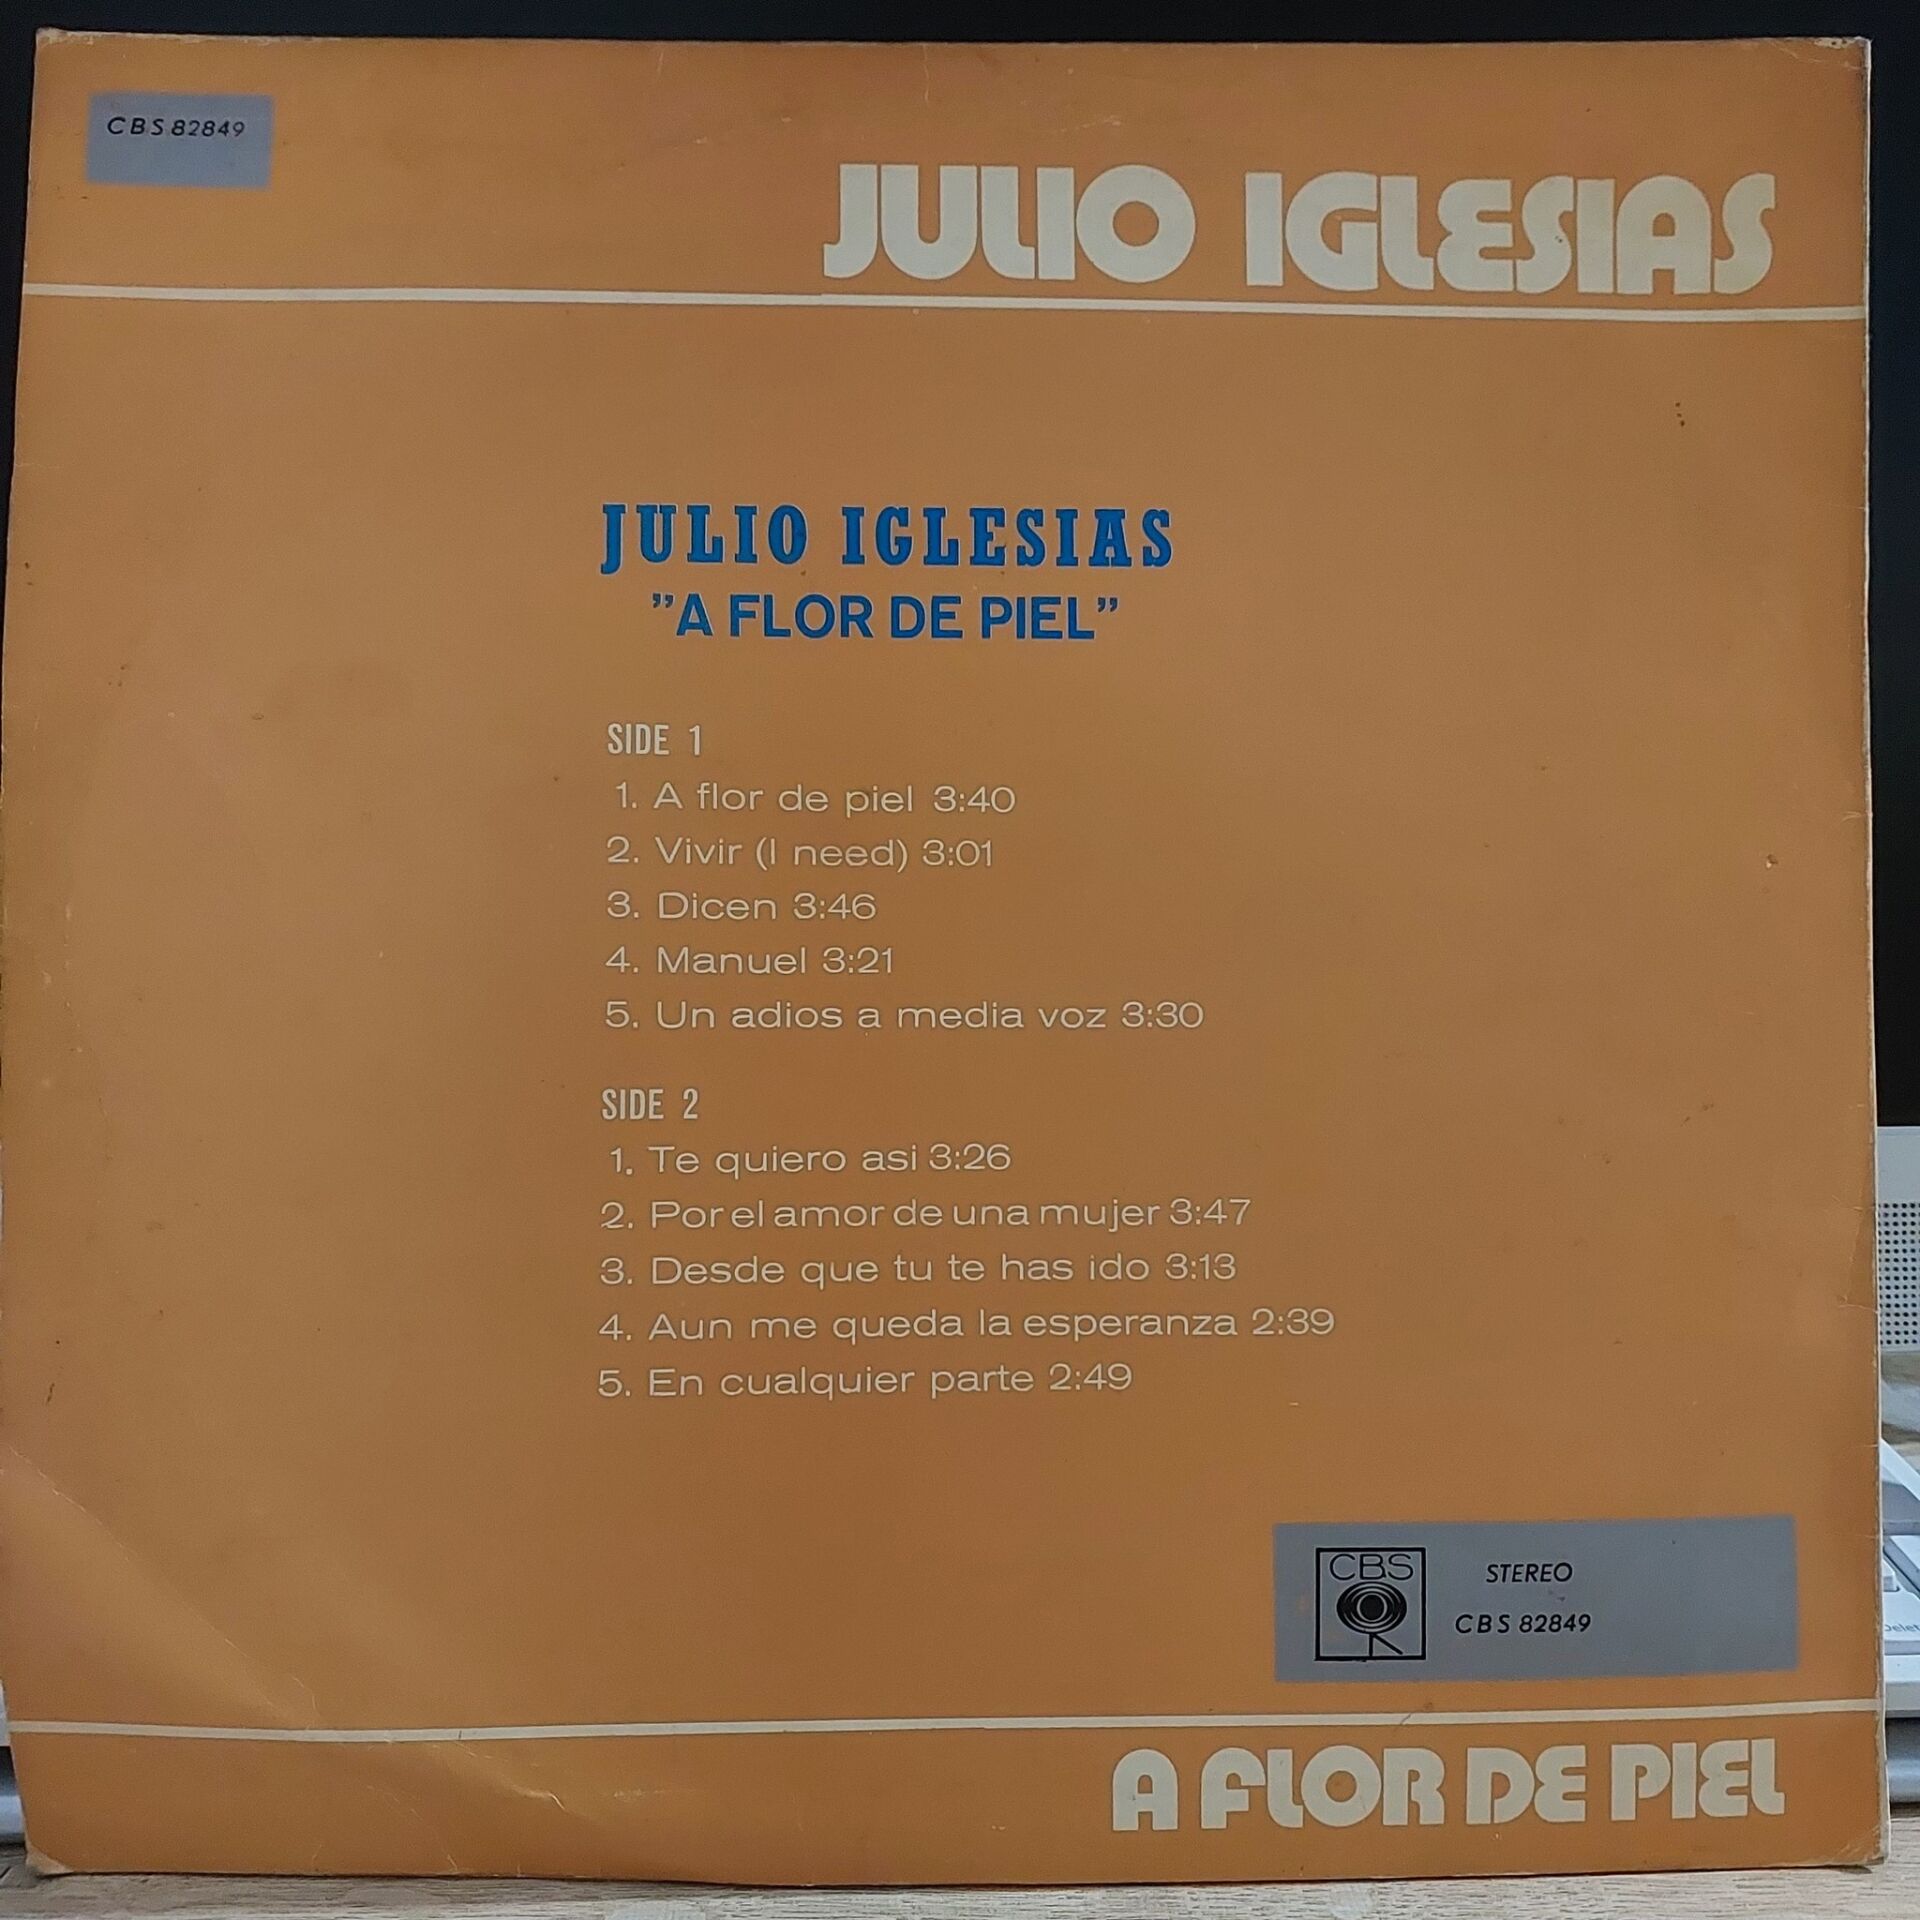 CBS 82849
JULIO IGLESIAS
JULIO IGLESIAS
"A FLOR DE PIEL"
SIDE 1
1. A flor de piel 3:40
2. Vivir (I need) 3:01
3. Dicen 3:46
4. Manuel 3:21
5. Un adios a media voz 3:30
SIDE 2
1. Te quiero asi 3:26
2. Por el amor de una mujer 3:47
3. Desde que tu te has ido 3:13
4. Aun me queda la esperanza 2:39
5. En cualquier parte 2:49
CBS
STEREO
CBS 82849
A FLOR DE PIEL